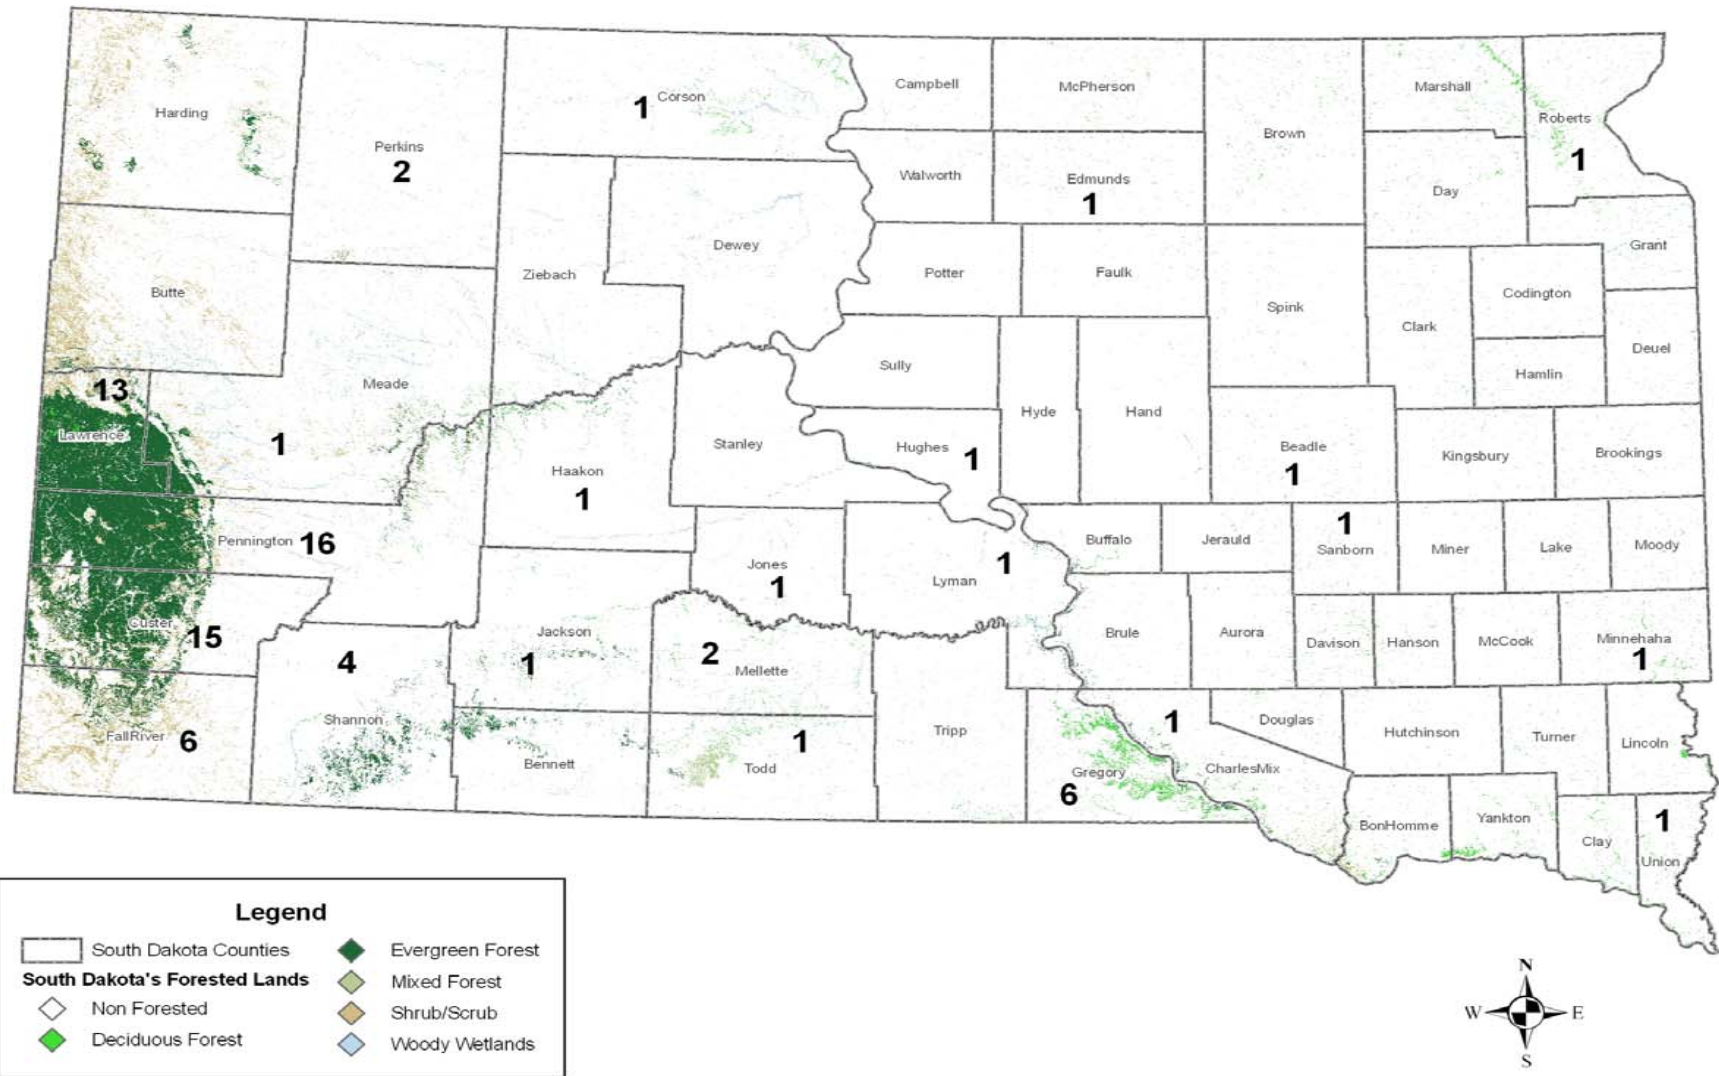 Harding
Perkins
2
1 Corson
Campbell
McPherson
Brown
Marshall
Roberts
1
Walworth
Edmunds
1
Day
Grant
Butte
Ziebach
Dewey
Potter
Faulk
Spink
Clark
Codington
Hamlin
Deuel
13
Lawrence
Meade
1
Haakon
1
Stanley
Sully
Hughes 1
Hyde
Hand
Beadle
1
Kingsbury
Brookings
Pennington 16
Jones
1
Lyman
1
Buffalo
Jerauld
1
Sanborn
Miner
Lake
Moody
Custer
15
4
Shannon
Jackson
1
2
Mellette
Brule
Aurora
Davison
Hanson
McCook
Minnehaha
1
FallRiver 6
Bennett
1
Todd
Tripp
Gregory
6
1
CharlesMix
Douglas
Hutchinson
Turner
Lincoln
BonHomme
Yankton
Clay
1
Union
Legend
South Dakota Counties
South Dakota's Forested Lands
Non Forested
Deciduous Forest
Evergreen Forest
Mixed Forest
Shrub/Scrub
Woody Wetlands
N
W E
S